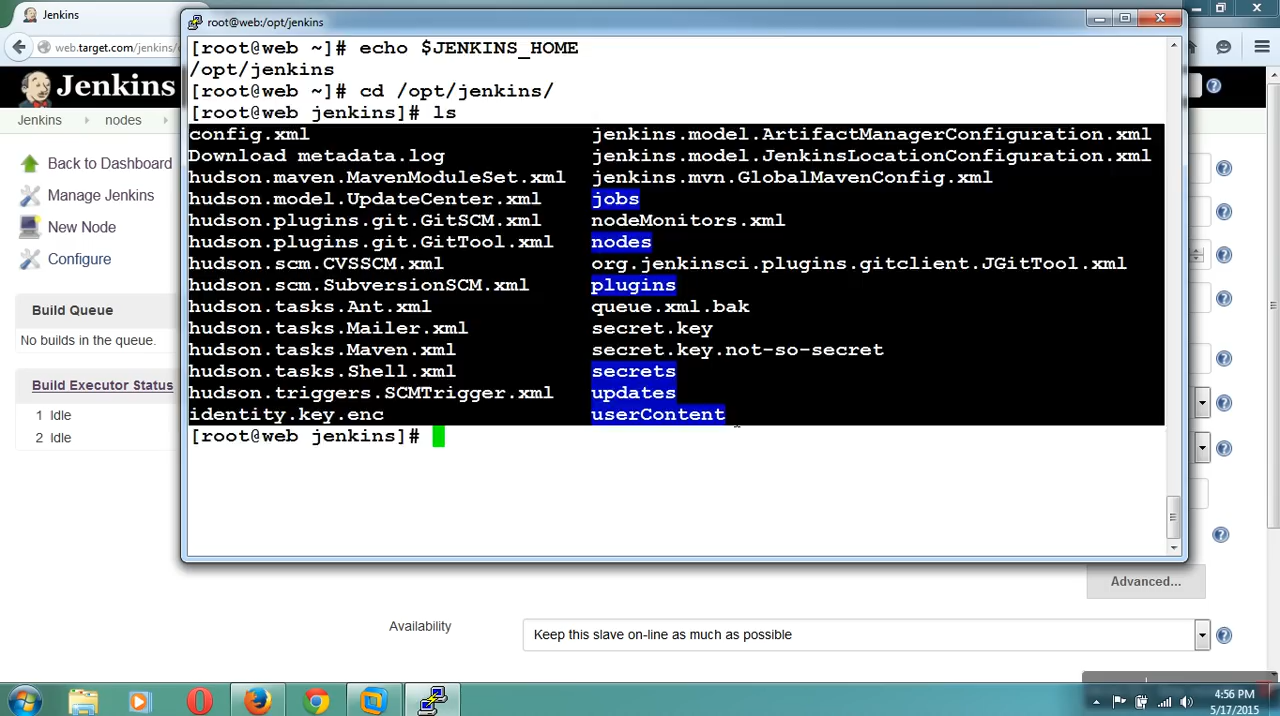 Jenkins
root@web:/opt/jenkins
web.target.com/jenkins/c
Jenkins
Jenkins
nodes
Back to Dashboard
Manage Jenkins
New Node
Configure
Build Queue
No builds in the queue.
Build Executor Status
1 Idle
2 Idle
[root@web ~]# echo $JENKINS_HOME
/opt/jenkins
[root@web ~]# cd /opt/jenkins/
[root@web jenkins]# ls
config.xml jenkins.model.ArtifactManagerConfiguration.xml
Download metadata.log jenkins.model.JenkinsLocationConfiguration.xml
hudson.maven.MavenModuleSet.xml jenkins.mvn.GlobalMavenConfig.xml
hudson.model.UpdateCenter.xml jobs
hudson.plugins.git.GitSCM.xml nodeMonitors.xml
hudson.plugins.git.GitTool.xml nodes
hudson.scm.CVSSCM.xml org.jenkinsci.plugins.gitclient.JGitTool.xml
hudson.scm.SubversionSCM.xml plugins
hudson.tasks.Ant.xml queue.xml.bak
hudson.tasks.Mailer.xml secret.key
hudson.tasks.Maven.xml secret.key.not-so-secret
hudson.tasks.Shell.xml secrets
hudson.triggers.SCMTrigger.xml updates
identity.key.enc userContent
[root@web jenkins]#
Advanced...
Availability
Keep this slave on-line as much as possible
4:56 PM
5/17/2015